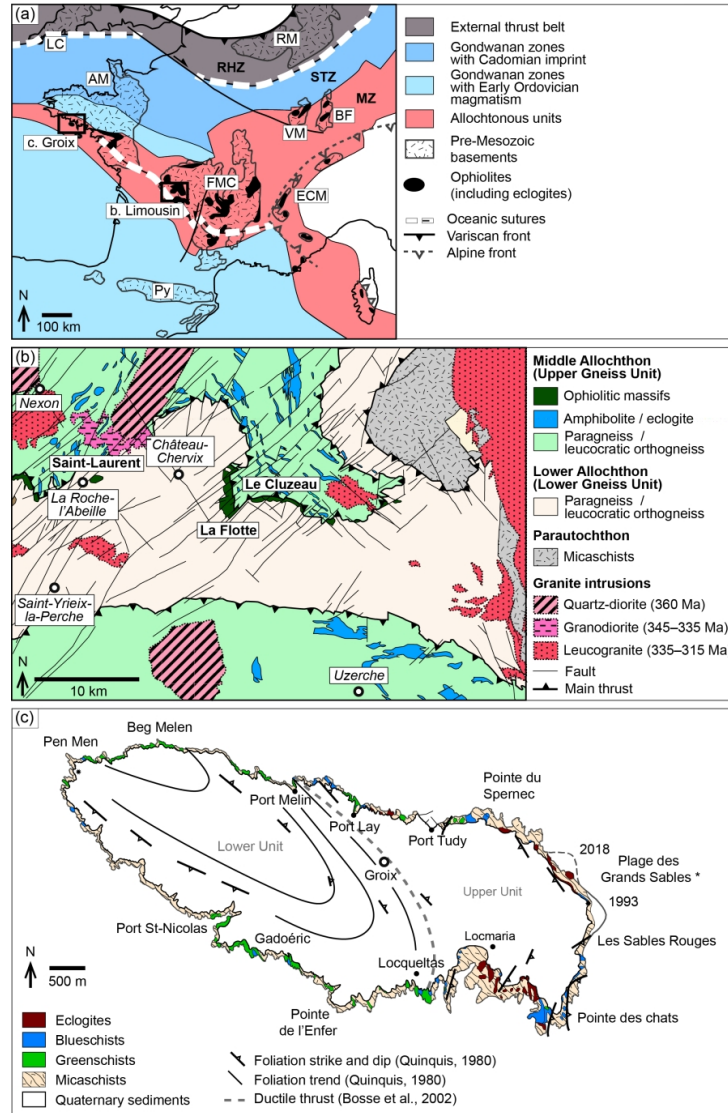 (a)
LC
RM
RHZ
STZ
AM
MZ
BF
VM
c. Groix
FMC
ECM
b. Limousin
Py
N
100 km
External thrust belt
Gondwanan zones
with Cadomian imprint
Gondwanan zones
with Early Ordovician
magmatism
Allochtonous units
Pre-Mesozoic
basements
Ophiolites
(including eclogites)
Oceanic sutures
Variscan front
Alpine front
(b)
Nexon
Saint-Laurent
Château-
Chervix
La Roche-
l'Abeille
Le Cluzeau
La Flotte
Saint-Yrieix-
la-Perche
Uzerche
N
10 km
Middle Allochthon
(Upper Gneiss Unit)
Ophiolitic massifs
Amphibolite / eclogite
Paragneiss /
leucocratic orthogneiss
Lower Allochthon
(Lower Gneiss Unit)
Paragneiss /
leucocratic orthogneiss
Parautochthon
Micaschists
Granite intrusions
Quartz-diorite (360 Ma)
Granodiorite (345–335 Ma)
Leucogranite (335–315 Ma)
Fault
Main thrust
(c)
Beg Melen
Pen Men
Pointe du
Spernec
Port Melin
Port Lay
Port Tudy
2018
Lower Unit
Groix
Plage des
Grands Sables *
Upper Unit
1993
Port St-Nicolas
Gadoéric
Locmaria
Les Sables Rouges
Locqueltas
N
500 m
Pointe
de l'Enfer
Pointe des chats
Eclogites
Blueschists
Greenschists
Micaschists
Quaternary sediments
Foliation strike and dip (Quinquis, 1980)
Foliation trend (Quinquis, 1980)
Ductile thrust (Bosse et al., 2002)